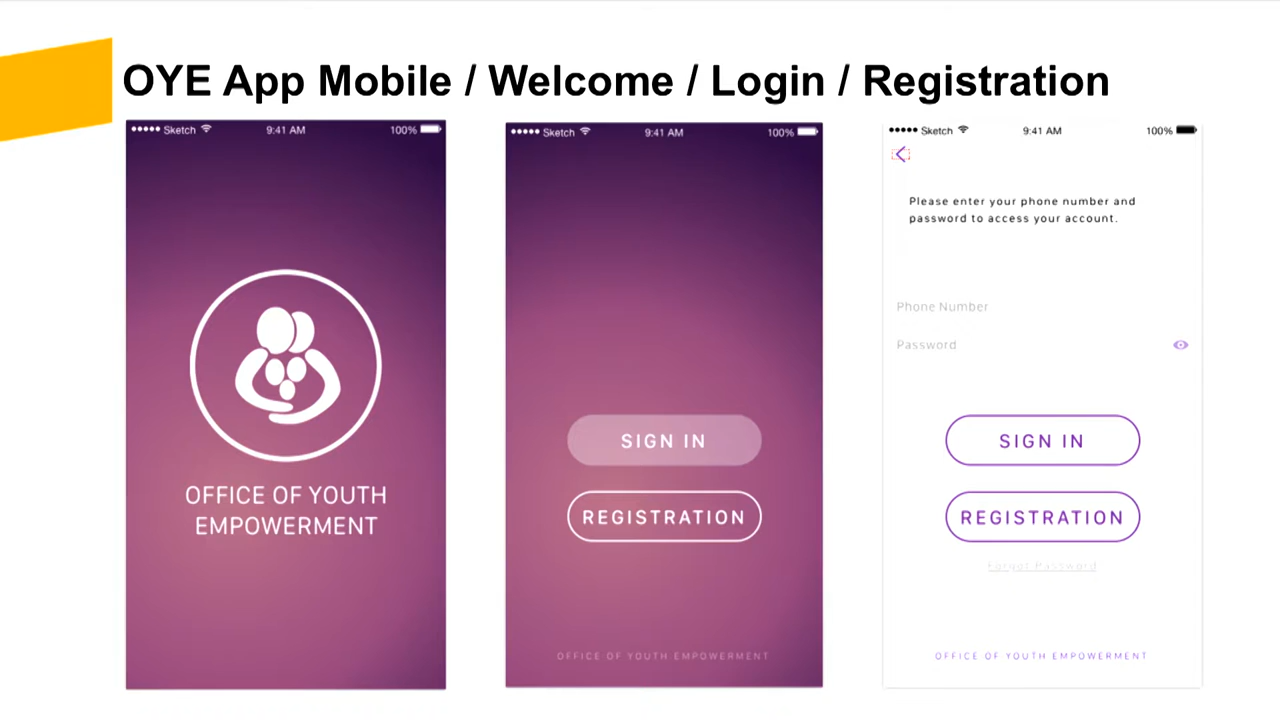 OYE App Mobile / Welcome / Login / Registration
Sketch 9:41 AM 100%
OFFICE OF YOUTH
EMPOWERMENT
Sketch 9:41 AM 100%
SIGN IN
REGISTRATION
OFFICE OF YOUTH EMPOWERMENT
Sketch 9:41 AM 100%
Please enter your phone number and
password to access your account.
Phone Number
Password
SIGN IN
REGISTRATION
Forgot Password
OFFICE OF YOUTH EMPOWERMENT